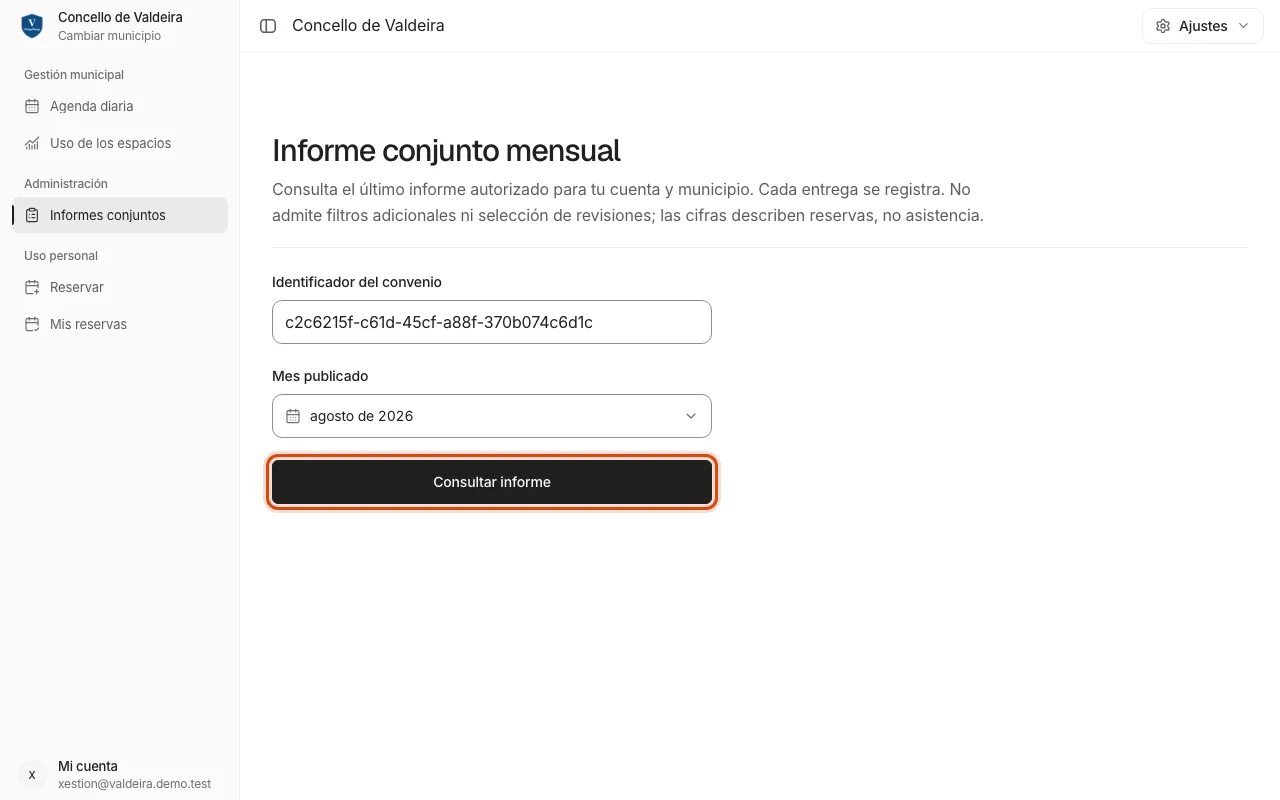 V
Concello de Valdeira
Cambiar municipio
Gestión municipal
Agenda diaria
Uso de los espacios
Administración
Informes conjuntos
Uso personal
Reservar
Mis reservas
X
Mi cuenta
xestion@valdeira.demo.test
Concello de Valdeira
Ajustes
Informe conjunto mensual
Consulta el último informe autorizado para tu cuenta y municipio. Cada entrega se registra. No
admite filtros adicionales ni selección de revisiones; las cifras describen reservas, no asistencia.
Identificador del convenio
c2c6215f-c61d-45cf-a88f-370b074c6d1c
Mes publicado
agosto de 2026
Consultar informe